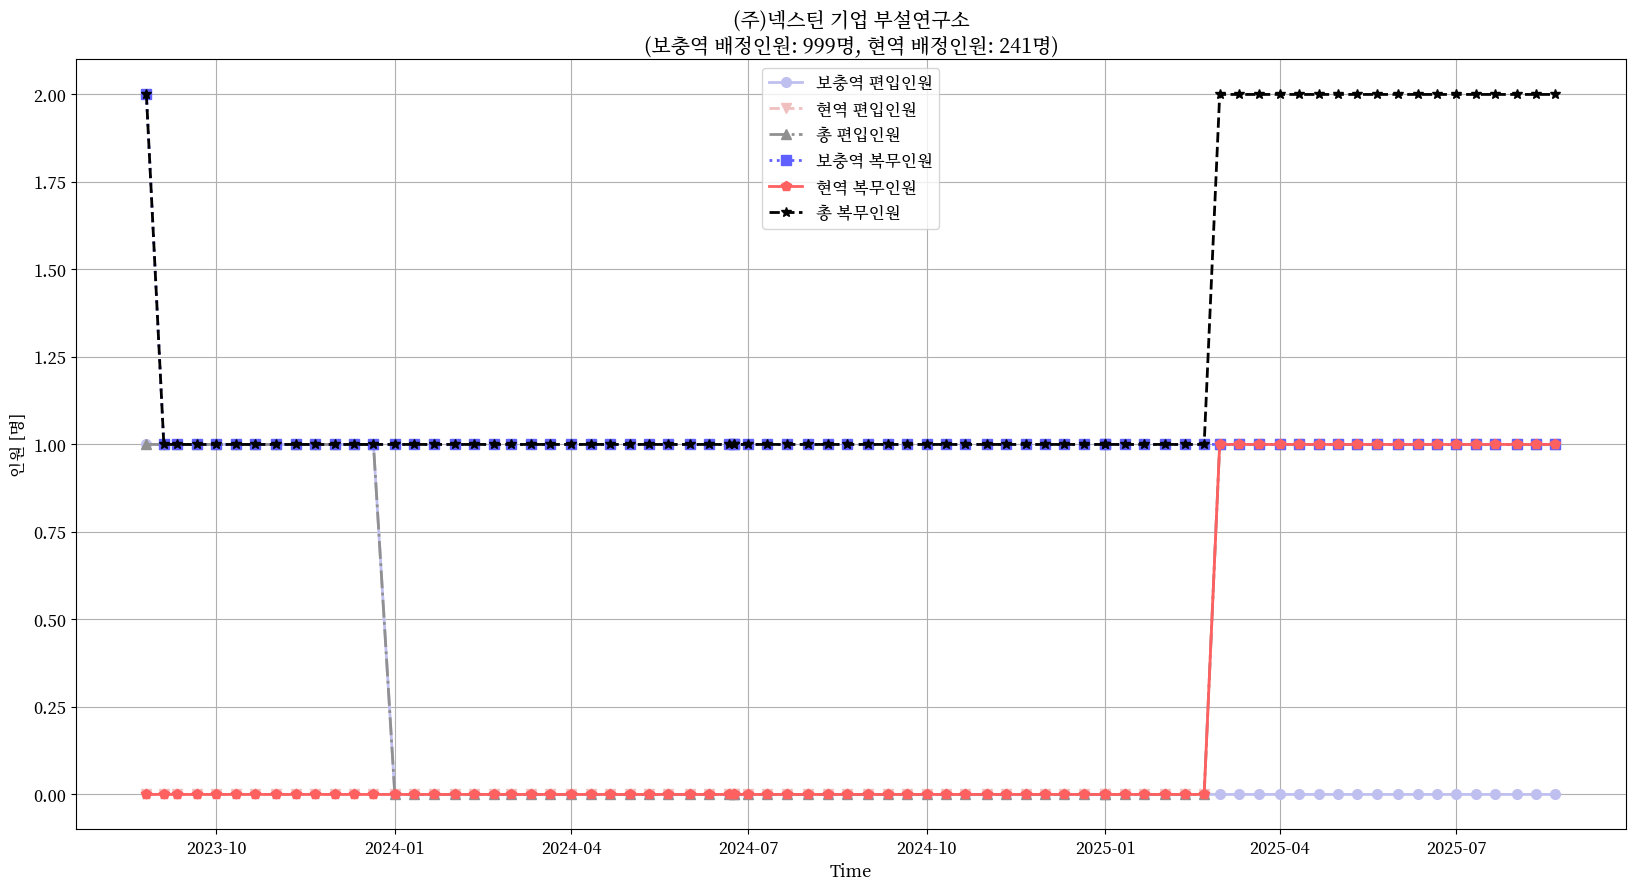 (주)넥스틴 기업 부설연구소
(보충역 배정인원: 999명, 현역 배정인원: 241명)
보충역 편입인원
현역 편입인원
총 편입인원
보충역 복무인원
현역 복무인원
총 복무인원
2.00
1.75
1.50
1.25
1.00
0.75
0.50
0.25
0.00
인원 [명]
2023-10
2024-01
2024-04
2024-07
2024-10
2025-01
2025-04
2025-07
Time